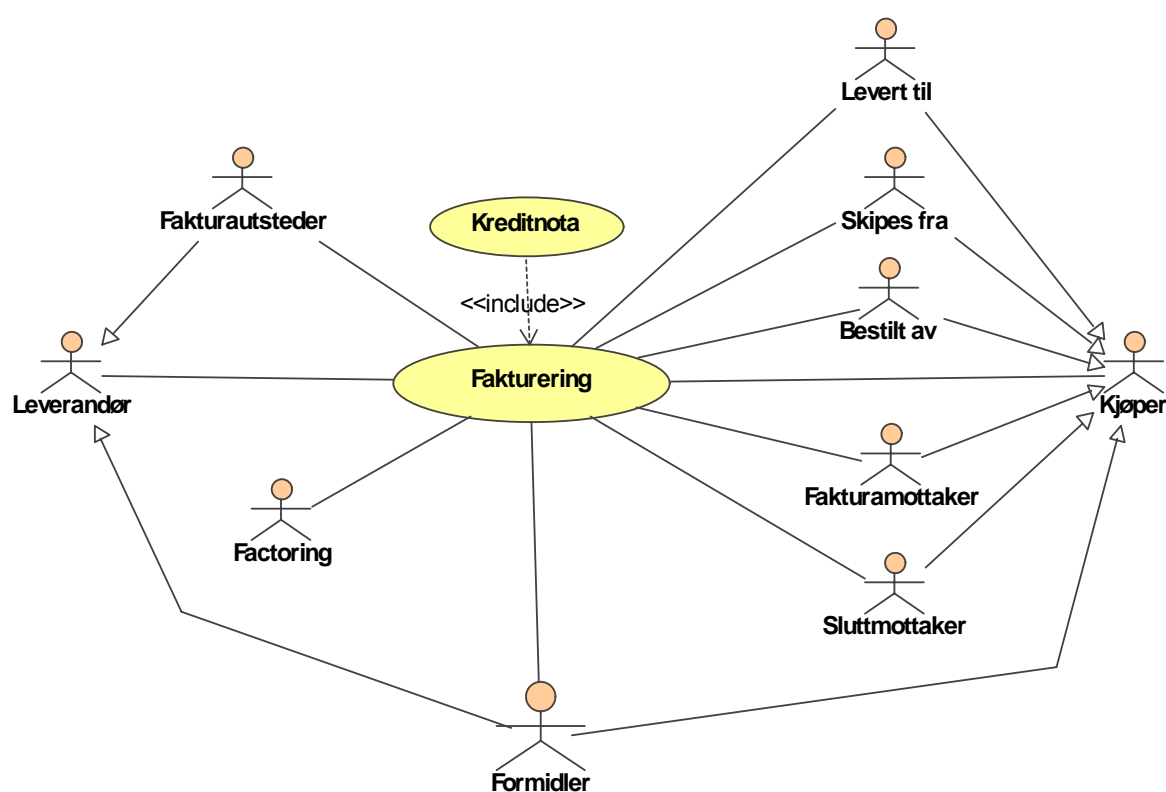 Levert til
Fakturautsteder
Kreditnota
Skipes fra
<<include>>
Bestilt av
Leverandør
Fakturering
Kjøper
Fakturamottaker
Factoring
Sluttmottaker
Formidler